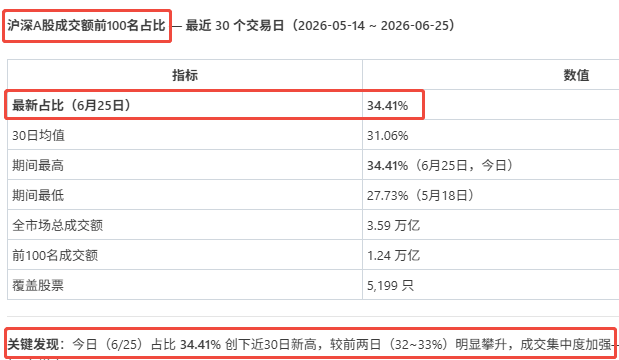 沪深A股成交额前100名占比 — 最近 30 个交易日（2026-05-14 ~ 2026-06-25）
指标 数值
最新占比（6月25日） 34.41%
30日均值 31.06%
期间最高 34.41%（6月25日，今日）
期间最低 27.73%（5月18日）
全市场总成交额 3.59 万亿
前100名成交额 1.24 万亿
覆盖股票 5,199 只
关键发现：今日（6/25）占比 34.41% 创下近30日新高，较前两日（32~33%）明显攀升，成交集中度加强